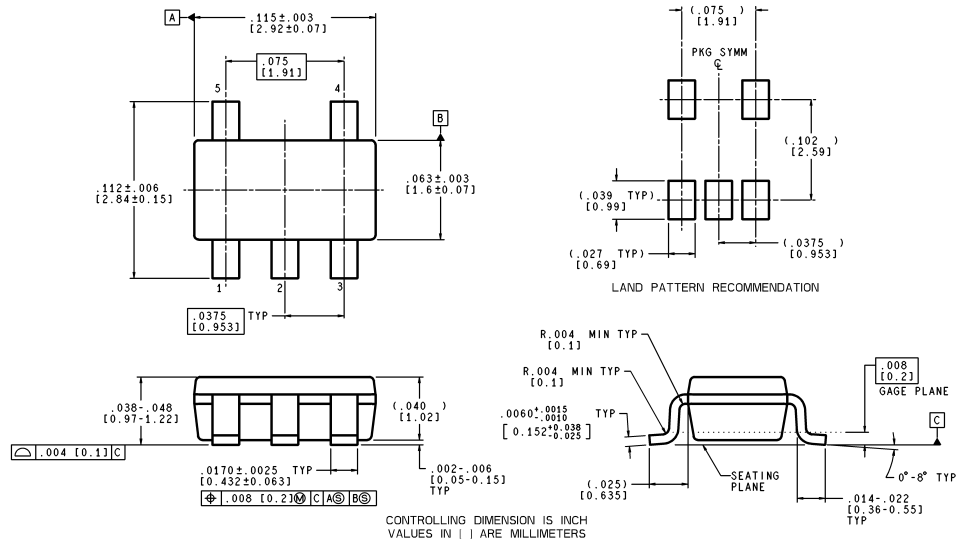 A
.115±.003
[2.92±0.07]
.075
[1.91]
5
4
B
.112±.006
[2.84±0.15]
.063±.003
[1.6±0.07]
1
2
3
.0375 TYP
[0.953]
(.075 )
[1.91]
PKG SYMM
℄
(.102 )
[2.59]
(.039 TYP)
[0.99]
(.027 TYP)
[0.69]
(.0375 )
[0.953]
LAND PATTERN RECOMMENDATION
.038-.048
[0.97-1.22]
(.040 )
[1.02]
⌓ .004 [0.1] C
.0170±.0025 TYP
[0.432±0.063]
⌖ .008 [0.2]Ⓜ C AⓈ BⓈ
.002-.006
[0.05-0.15]
TYP
R.004 MIN TYP
[0.1]
R.004 MIN TYP
[0.1]
.0060+.0015 -.0010 TYP
[0.152+0.038 -0.025]
.008
[0.2]
GAGE PLANE
C
SEATING
PLANE
0°-8° TYP
(.025)
[0.635]
.014-.022
[0.36-0.55]
TYP
CONTROLLING DIMENSION IS INCH
VALUES IN [ ] ARE MILLIMETERS